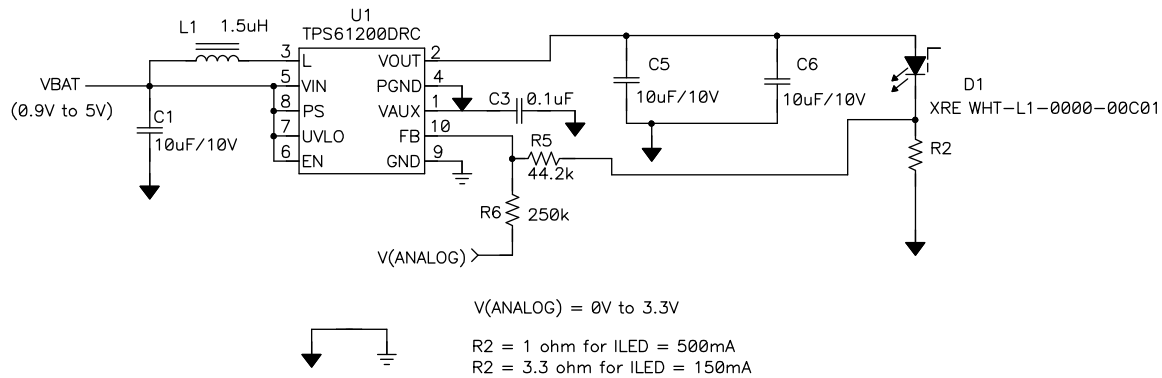 L1
1.5uH
U1
TPS61200DRC
3 L
VOUT 2
VBAT
(0.9V to 5V)
5 VIN
PGND 4
8 PS
VAUX 1
C3
0.1uF
7 UVLO
FB 10
6 EN
GND 9
C1
10uF/10V
C5
10uF/10V
C6
10uF/10V
D1
XRE WHT-L1-0000-00C01
R5
44.2k
R2
R6
250k
V(ANALOG)
V(ANALOG) = 0V to 3.3V
R2 = 1 ohm for ILED = 500mA
R2 = 3.3 ohm for ILED = 150mA